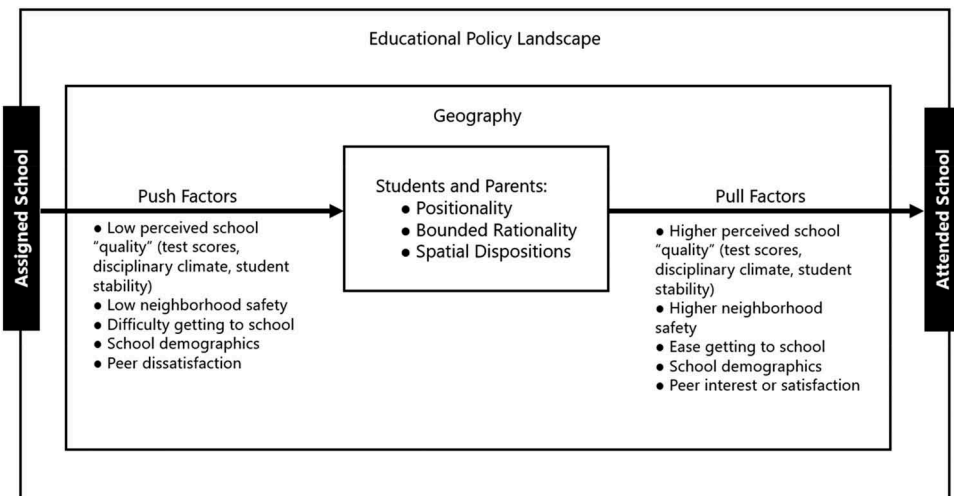 Educational Policy Landscape
Geography
Assigned School
Push Factors
● Low perceived school
“quality” (test scores,
disciplinary climate, student
stability)
● Low neighborhood safety
● Difficulty getting to school
● School demographics
● Peer dissatisfaction
Students and Parents:
● Positionality
● Bounded Rationality
● Spatial Dispositions
Pull Factors
● Higher perceived school
“quality” (test scores,
disciplinary climate, student
stability)
● Higher neighborhood
safety
● Ease getting to school
● School demographics
● Peer interest or satisfaction
Attended School